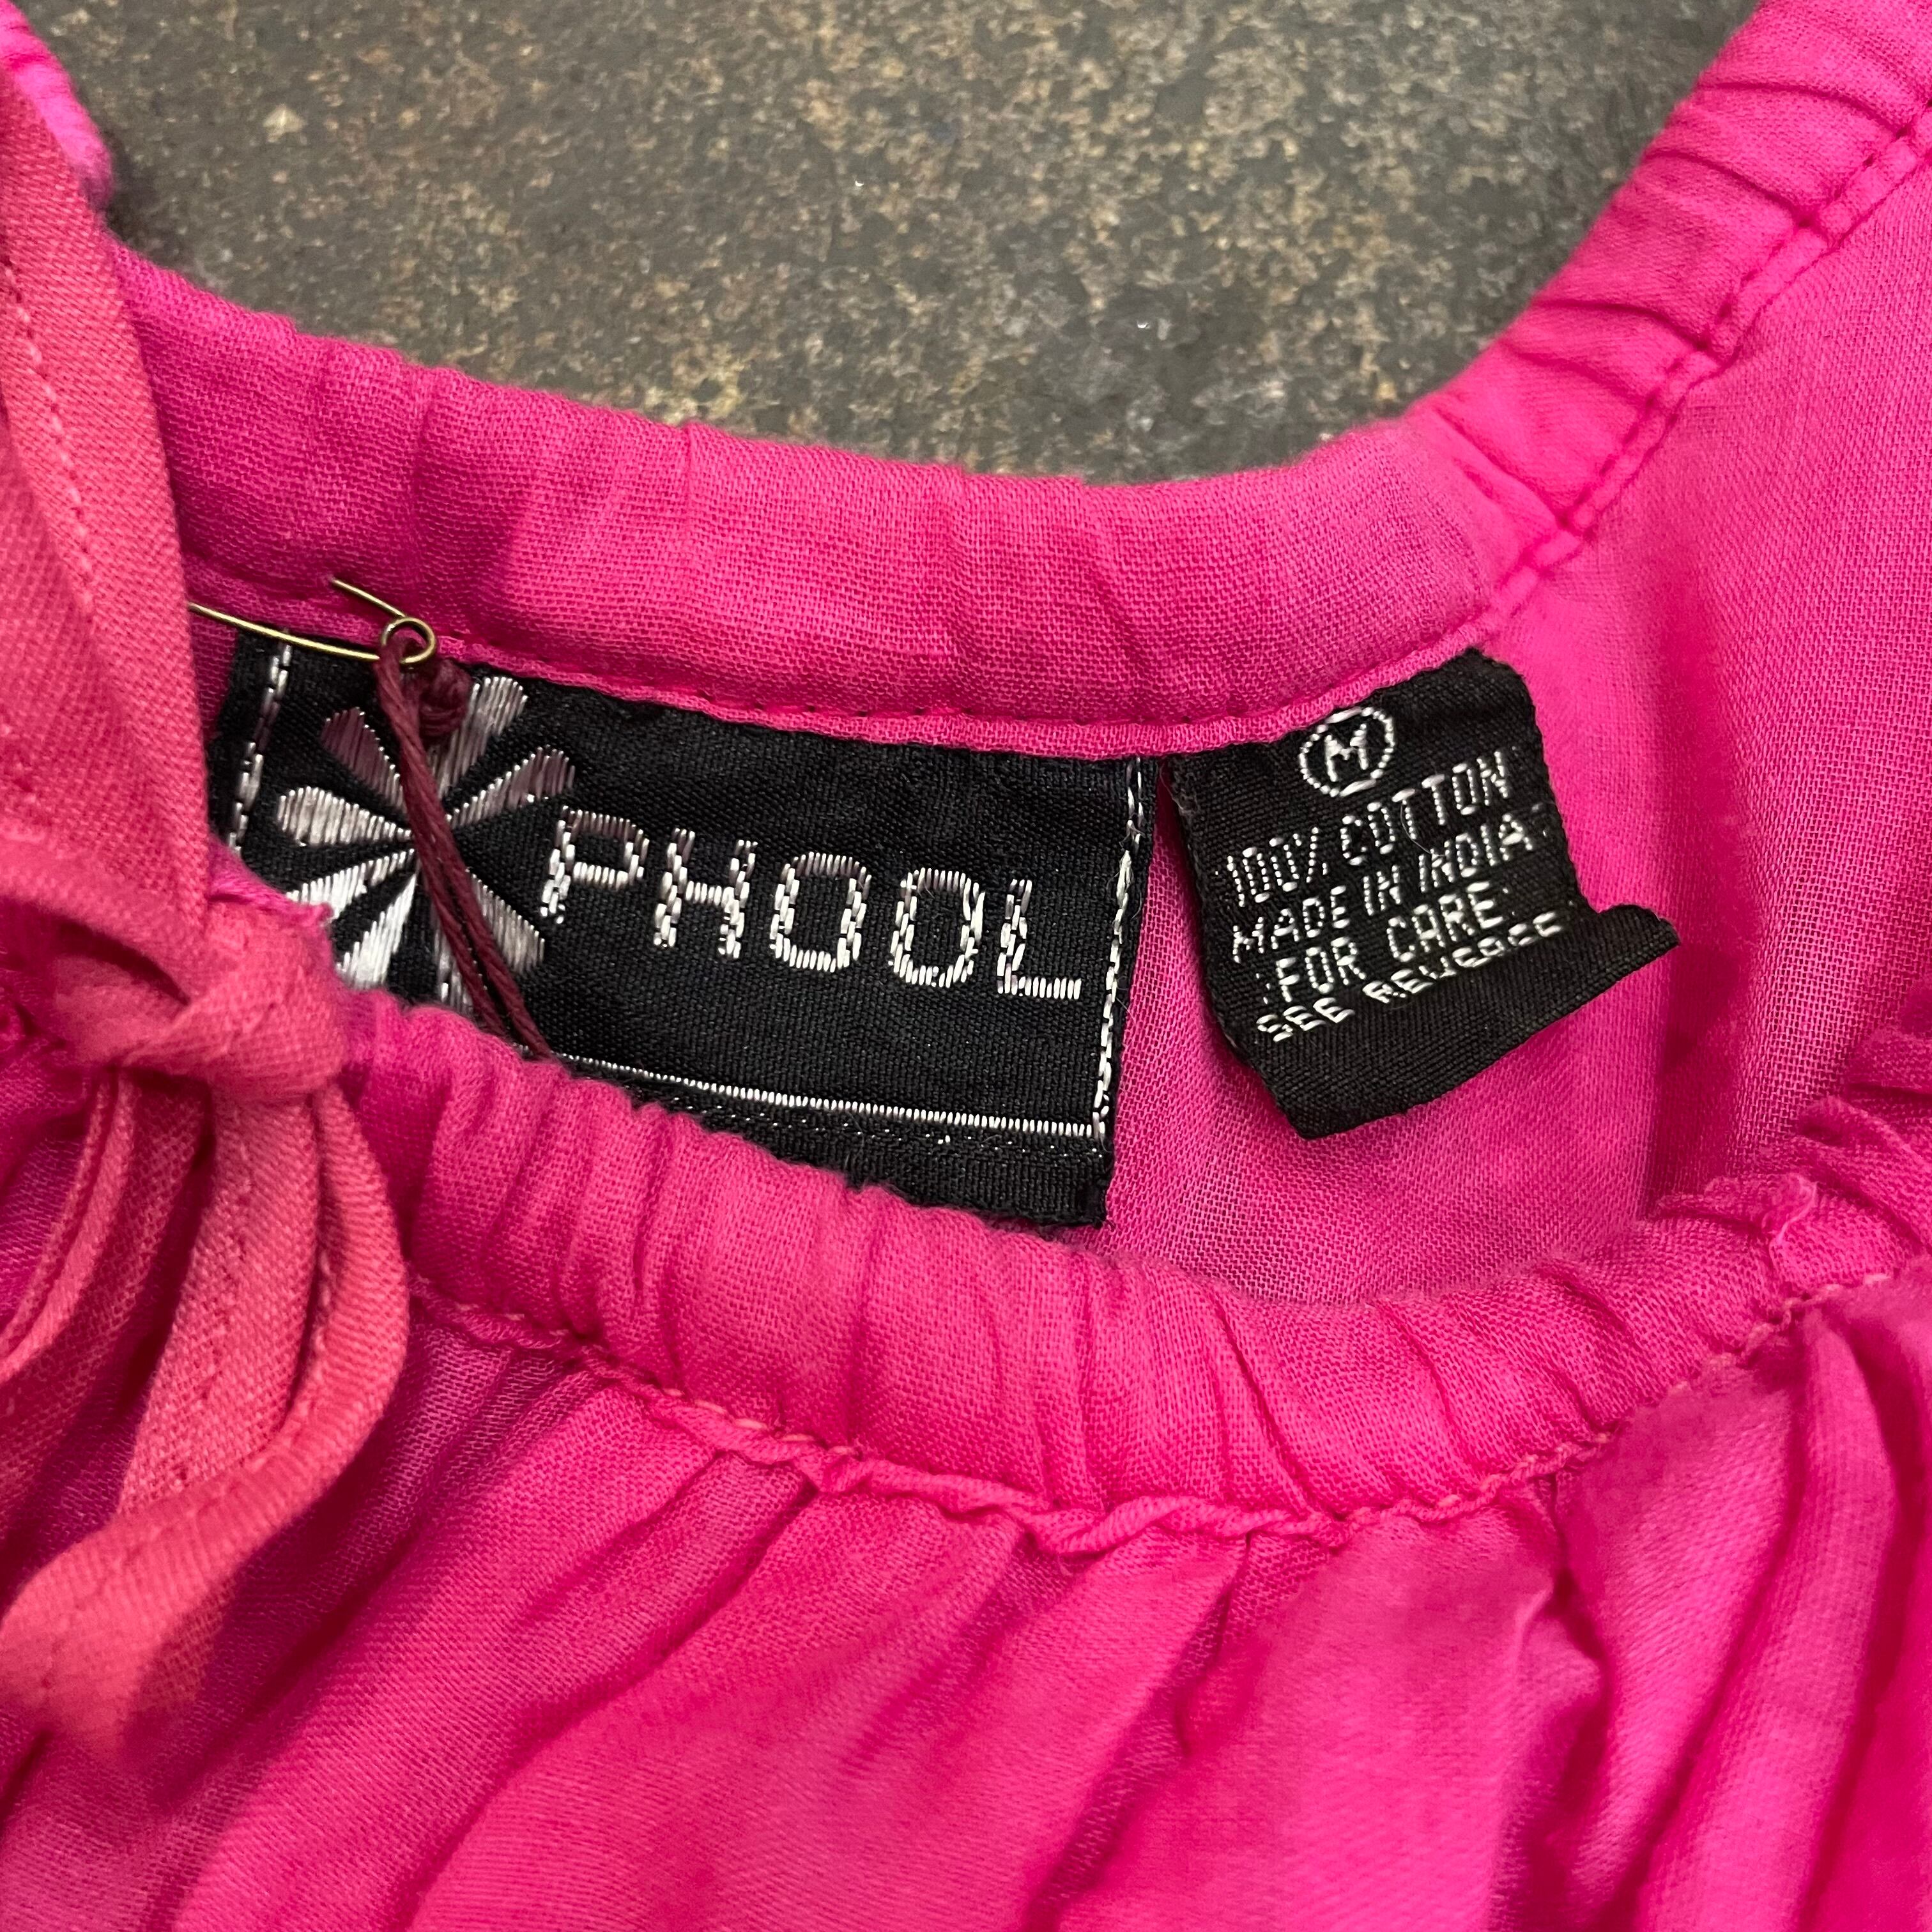 PHOOL
M
100% COTTON
MADE IN INDIA
FOR CARE
SEE REVERSE